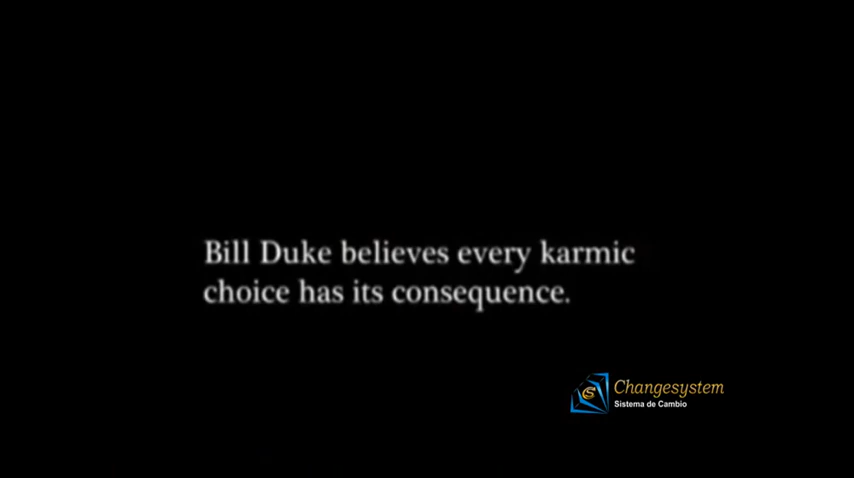 Bill Duke believes every karmic
choice has its consequence.
Changesystem
Sistema de Cambio